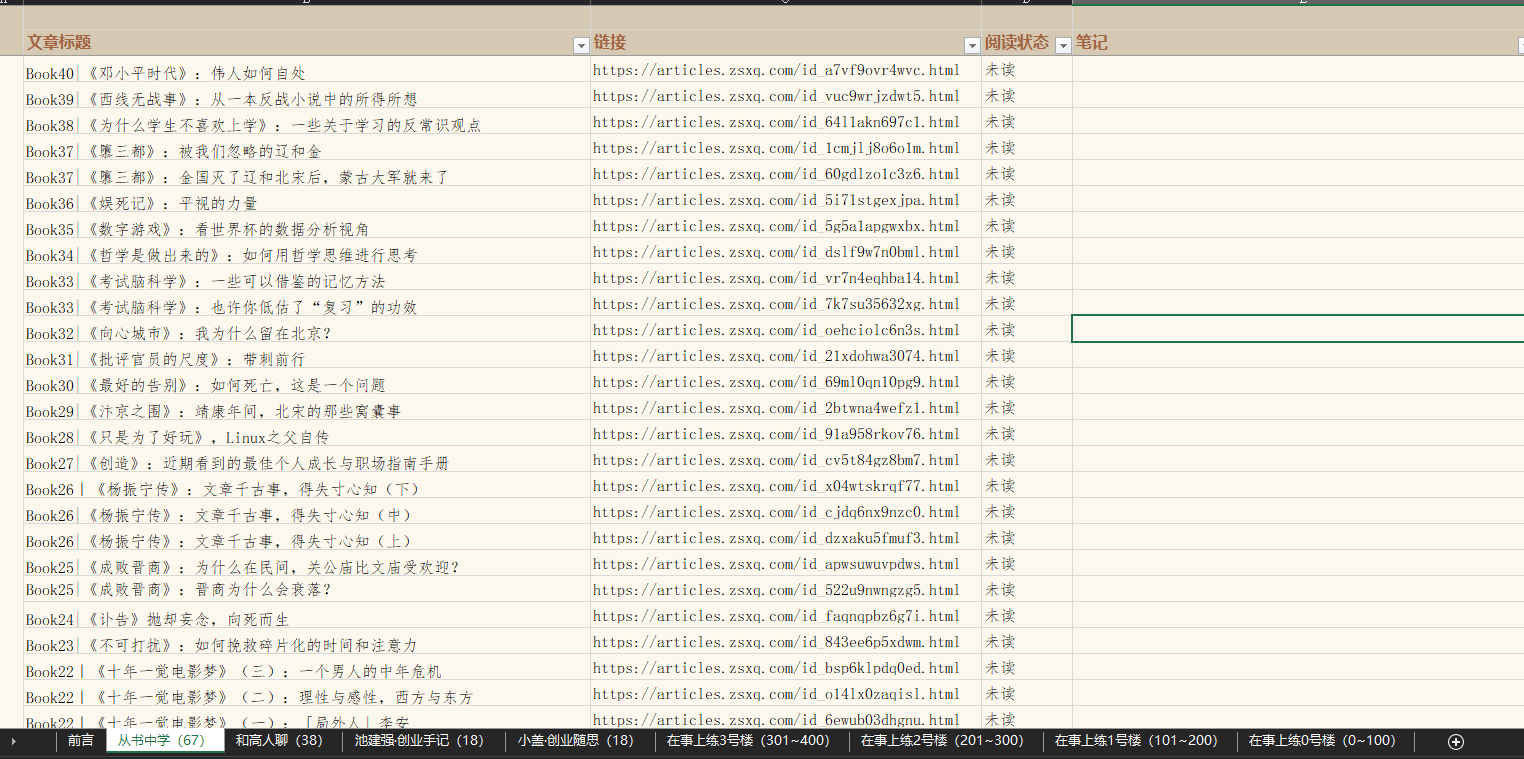 文章标题 链接 阅读状态 笔记
Book40|《邓小平时代》：伟人如何自处 https://articles.zsxq.com/id_a7vf9ovr4wvc.html 未读
Book39|《西线无战事》：从一本反战小说中的所得所想 https://articles.zsxq.com/id_vuc9wrjzdwt5.html 未读
Book38|《为什么学生不喜欢上学》：一些关于学习的反常识观点 https://articles.zsxq.com/id_64l1akn697c1.html 未读
Book37|《隳三都》：被我们忽略的辽和金 https://articles.zsxq.com/id_1cmjlj8o6o1m.html 未读
Book37|《隳三都》：金国灭了辽和北宋后，蒙古大军就来了 https://articles.zsxq.com/id_60gdlzo1c3z6.html 未读
Book36|《娱死记》：平视的力量 https://articles.zsxq.com/id_5i71stgexjpa.html 未读
Book35|《数字游戏》：看世界杯的数据分析视角 https://articles.zsxq.com/id_5g5a1apgwxbx.html 未读
Book34|《哲学是做出来的》：如何用哲学思维进行思考 https://articles.zsxq.com/id_dslf9w7n0bml.html 未读
Book33|《考试脑科学》：一些可以借鉴的记忆方法 https://articles.zsxq.com/id_vr7n4eqhba14.html 未读
Book33|《考试脑科学》：也许你低估了“复习”的功效 https://articles.zsxq.com/id_7k7su35632xg.html 未读
Book32|《向心城市》：我为什么留在北京？ https://articles.zsxq.com/id_oehciolc6n3s.html 未读
Book31|《批评官员的尺度》：带刺前行 https://articles.zsxq.com/id_21xdohwa3074.html 未读
Book30|《最好的告别》：如何死亡，这是一个问题 https://articles.zsxq.com/id_69ml0qn10pg9.html 未读
Book29|《汴京之围》：靖康年间，北宋的那些窝囊事 https://articles.zsxq.com/id_2btwna4wefz1.html 未读
Book28|《只是为了好玩》，Linux之父自传 https://articles.zsxq.com/id_91a958rkov76.html 未读
Book27|《创造》：近期看到的最佳个人成长与职场指南手册 https://articles.zsxq.com/id_cv5t84gz8bm7.html 未读
Book26丨《杨振宁传》：文章千古事，得失寸心知（下） https://articles.zsxq.com/id_x04wtskrqf77.html 未读
Book26|《杨振宁传》：文章千古事，得失寸心知（中） https://articles.zsxq.com/id_cjdq6nx9nzc0.html 未读
Book26|《杨振宁传》：文章千古事，得失寸心知（上） https://articles.zsxq.com/id_dzxaku5fmuf3.html 未读
Book25|《成败晋商》：为什么在民间，关公庙比文庙受欢迎？ https://articles.zsxq.com/id_apwsuwuvpdws.html 未读
Book25|《成败晋商》：晋商为什么会衰落？ https://articles.zsxq.com/id_522u9nwngzg5.html 未读
Book24|《讣告》抛却妄念，向死而生 https://articles.zsxq.com/id_faqnqpbz6g7i.html 未读
Book23|《不可打扰》：如何挽救碎片化的时间和注意力 https://articles.zsxq.com/id_843ee6p5xdwm.html 未读
Book22丨《十年一觉电影梦》（三）：一个男人的中年危机 https://articles.zsxq.com/id_bsp6klpdq0ed.html 未读
Book22丨《十年一觉电影梦》（二）：理性与感性，西方与东方 https://articles.zsxq.com/id_o14lx0zaqisl.html 未读
Book22丨《十年一觉电影梦》（一）：「局外人」李安 https://articles.zsxq.com/id_6ewub03dhgnu.html 未读
前言 从书中学（67） 和高人聊（38） 池建强·创业手记（18） 小盖·创业随思（18） 在事上练3号楼（301~400） 在事上练2号楼（201~300） 在事上练1号楼（101~200） 在事上练0号楼（0~100）